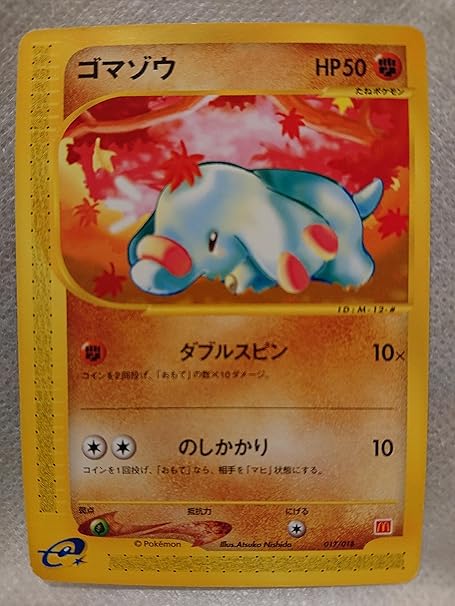 ゴマゾウ HP50
たねポケモン
ID:M-12-#
ダブルスピン 10×
コインを2回投げ、「おもて」の数×10ダメージ。
のしかかり 10
コインを1回投げ、「おもて」なら、相手を「マヒ」状態にする。
弱点 抵抗力 にげる
© Pokémon Illus.Atsuko Nishida 017/018
e